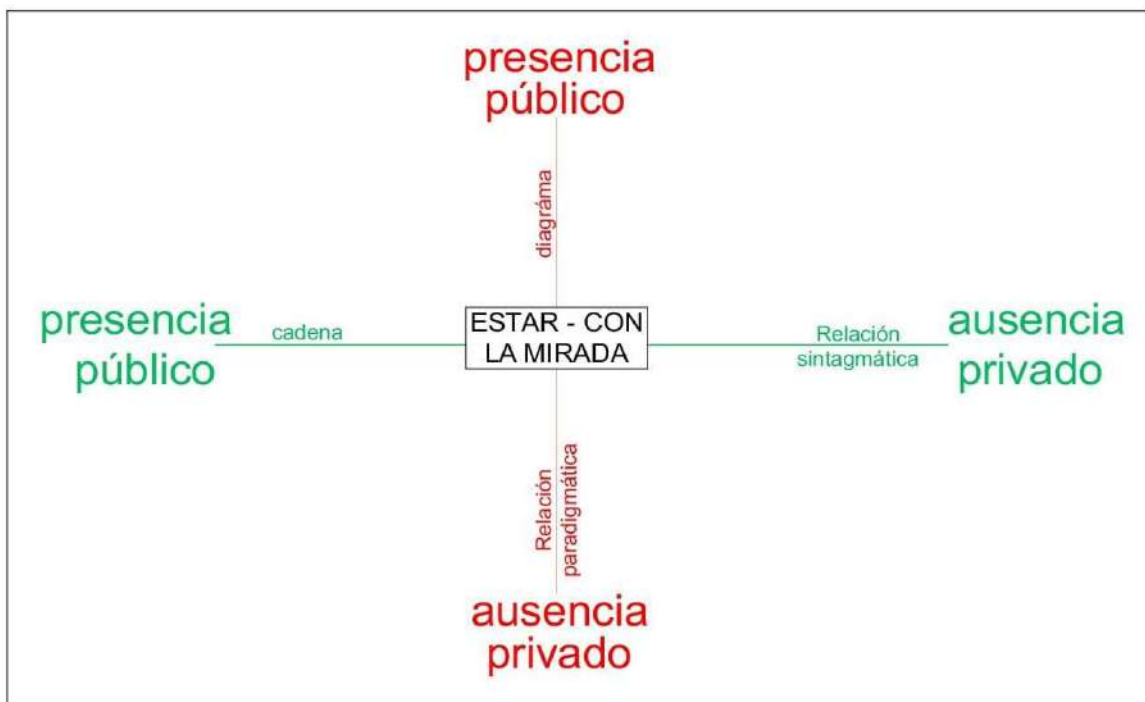 presencia
público
diagráma
presencia
público
cadena
ESTAR - CON
LA MIRADA
Relación
sintagmática
ausencia
privado
Relación
paradigmática
ausencia
privado